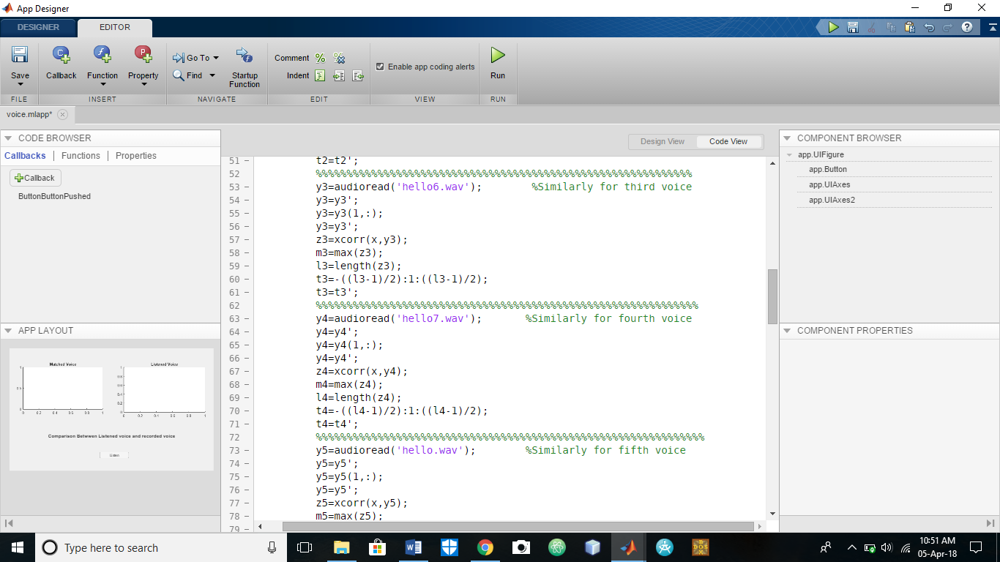 App Designer
DESIGNER
EDITOR
Save
Callback
Function
Property
Go To
Find
Startup
Function
Comment
Indent
Enable app coding alerts
Run
FILE
INSERT
NAVIGATE
EDIT
VIEW
RUN
voice.mlapp*
CODE BROWSER
Callbacks
Functions
Properties
Callback
ButtonButtonPushed
APP LAYOUT
Matched Voice
Listened Voice
Comparison Betwwen Listened voice and recorded voice
Listen
Design View
Code View
51 – t2=t2';
52 %%%%%%%%%%%%%%%%%%%%%%%%%%%%%%%%%%%%%%%%%%%%%%%%%%%%%%%%%%%%%
53 – y3=audioread('hello6.wav'); %Similarly for third voice
54 – y3=y3';
55 – y3=y3(1,:);
56 – y3=y3';
57 – z3=xcorr(x,y3);
58 – m3=max(z3);
59 – l3=length(z3);
60 – t3=-((l3-1)/2):1:((l3-1)/2);
61 – t3=t3';
62 %%%%%%%%%%%%%%%%%%%%%%%%%%%%%%%%%%%%%%%%%%%%%%%%%%%%%%%%%%%%%%
63 – y4=audioread('hello7.wav'); %Similarly for fourth voice
64 – y4=y4';
65 – y4=y4(1,:);
66 – y4=y4';
67 – z4=xcorr(x,y4);
68 – m4=max(z4);
69 – l4=length(z4);
70 – t4=-((l4-1)/2):1:((l4-1)/2);
71 – t4=t4';
72 %%%%%%%%%%%%%%%%%%%%%%%%%%%%%%%%%%%%%%%%%%%%%%%%%%%%%%%%%%%%%%%
73 – y5=audioread('hello.wav'); %Similarly for fifth voice
74 – y5=y5';
75 – y5=y5(1,:);
76 – y5=y5';
77 – z5=xcorr(x,y5);
78 – m5=max(z5);
79 –
COMPONENT BROWSER
app.UIFigure
app.Button
app.UIAxes
app.UIAxes2
COMPONENT PROPERTIES
Type here to search
10:51 AM
05-Apr-18